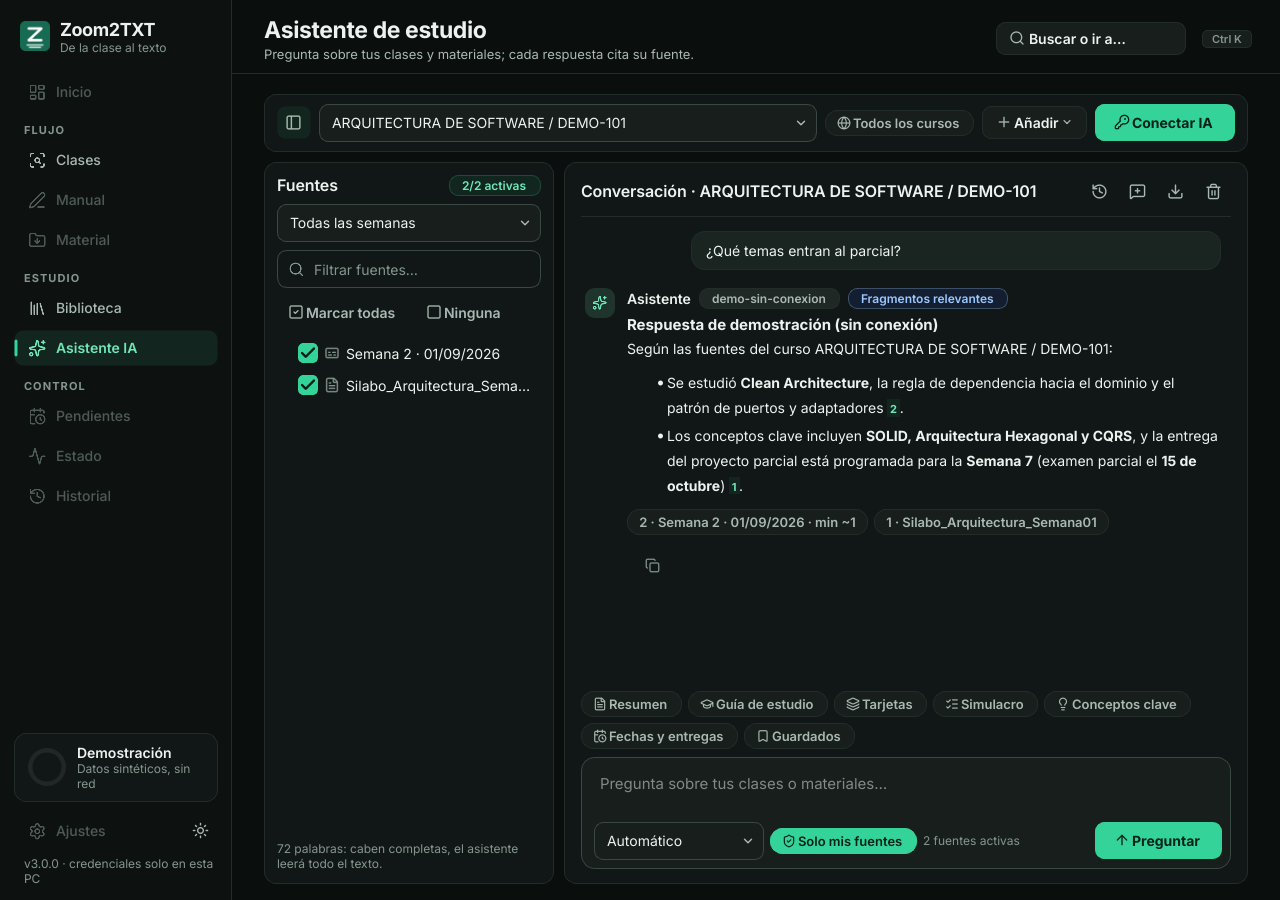 Zoom2TXT
De la clase al texto
Inicio
FLUJO
Clases
Manual
Material
ESTUDIO
Biblioteca
Asistente IA
CONTROL
Pendientes
Estado
Historial
Demostración
Datos sintéticos, sin
red
Ajustes
v3.0.0 · credenciales solo en esta
PC
Asistente de estudio
Pregunta sobre tus clases y materiales; cada respuesta cita su fuente.
Buscar o ir a...
Ctrl K
ARQUITECTURA DE SOFTWARE / DEMO-101
Todos los cursos
Añadir
Conectar IA
Fuentes
2/2 activas
Todas las semanas
Filtrar fuentes...
Marcar todas
Ninguna
Semana 2 · 01/09/2026
Silabo_Arquitectura_Sema...
72 palabras: caben completas, el asistente
leerá todo el texto.
Conversación · ARQUITECTURA DE SOFTWARE / DEMO-101
¿Qué temas entran al parcial?
Asistente demo-sin-conexion Fragmentos relevantes
Respuesta de demostración (sin conexión)
Según las fuentes del curso ARQUITECTURA DE SOFTWARE / DEMO-101:
• Se estudió Clean Architecture, la regla de dependencia hacia el dominio y el
patrón de puertos y adaptadores 2.
• Los conceptos clave incluyen SOLID, Arquitectura Hexagonal y CQRS, y la entrega
del proyecto parcial está programada para la Semana 7 (examen parcial el 15 de
octubre) 1.
2 · Semana 2 · 01/09/2026 · min ~1
1 · Silabo_Arquitectura_Semana01
Resumen
Guía de estudio
Tarjetas
Simulacro
Conceptos clave
Fechas y entregas
Guardados
Pregunta sobre tus clases o materiales...
Automático
Solo mis fuentes
2 fuentes activas
Preguntar